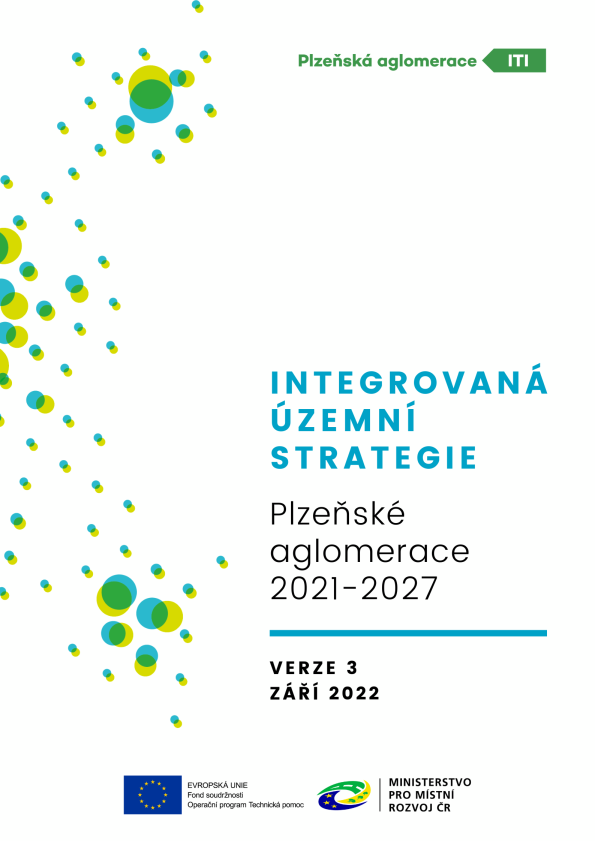 Plzeňská aglomerace ITI
INTEGROVANÁ
ÚZEMNÍ
STRATEGIE
Plzeňské
aglomerace
2021-2027
VERZE 3
ZÁŘÍ 2022
EVROPSKÁ UNIE
Fond soudržnosti
Operační program Technická pomoc
MINISTERSTVO
PRO MÍSTNÍ
ROZVOJ ČR